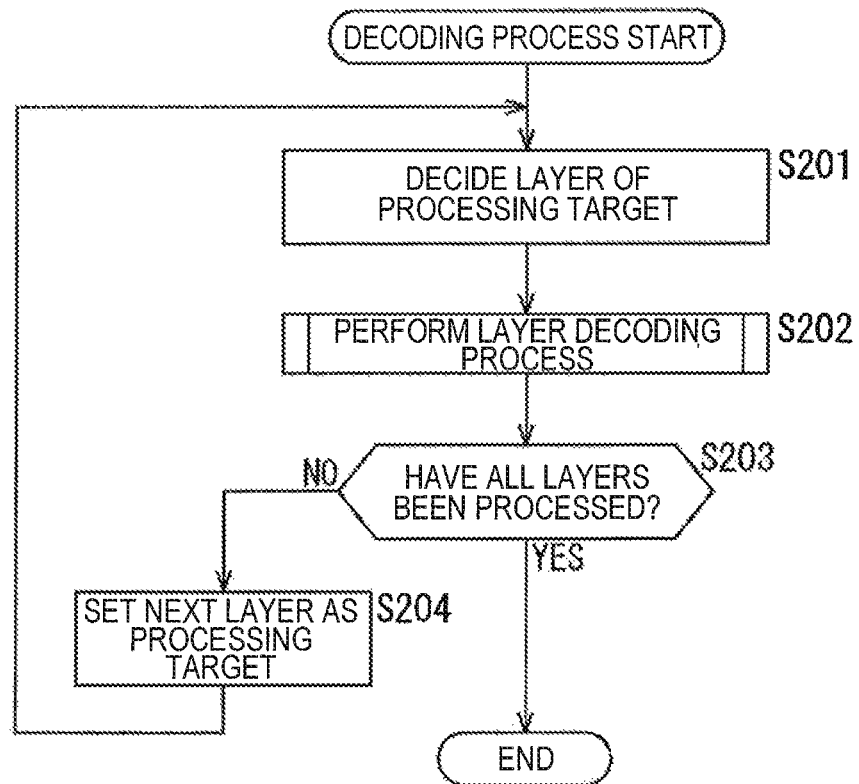 DECODING PROCESS START
DECIDE LAYER OF
PROCESSING TARGET
S201
PERFORM LAYER DECODING
PROCESS
S202
HAVE ALL LAYERS
BEEN PROCESSED?
S203
NO
YES
SET NEXT LAYER AS
PROCESSING
TARGET
S204
END